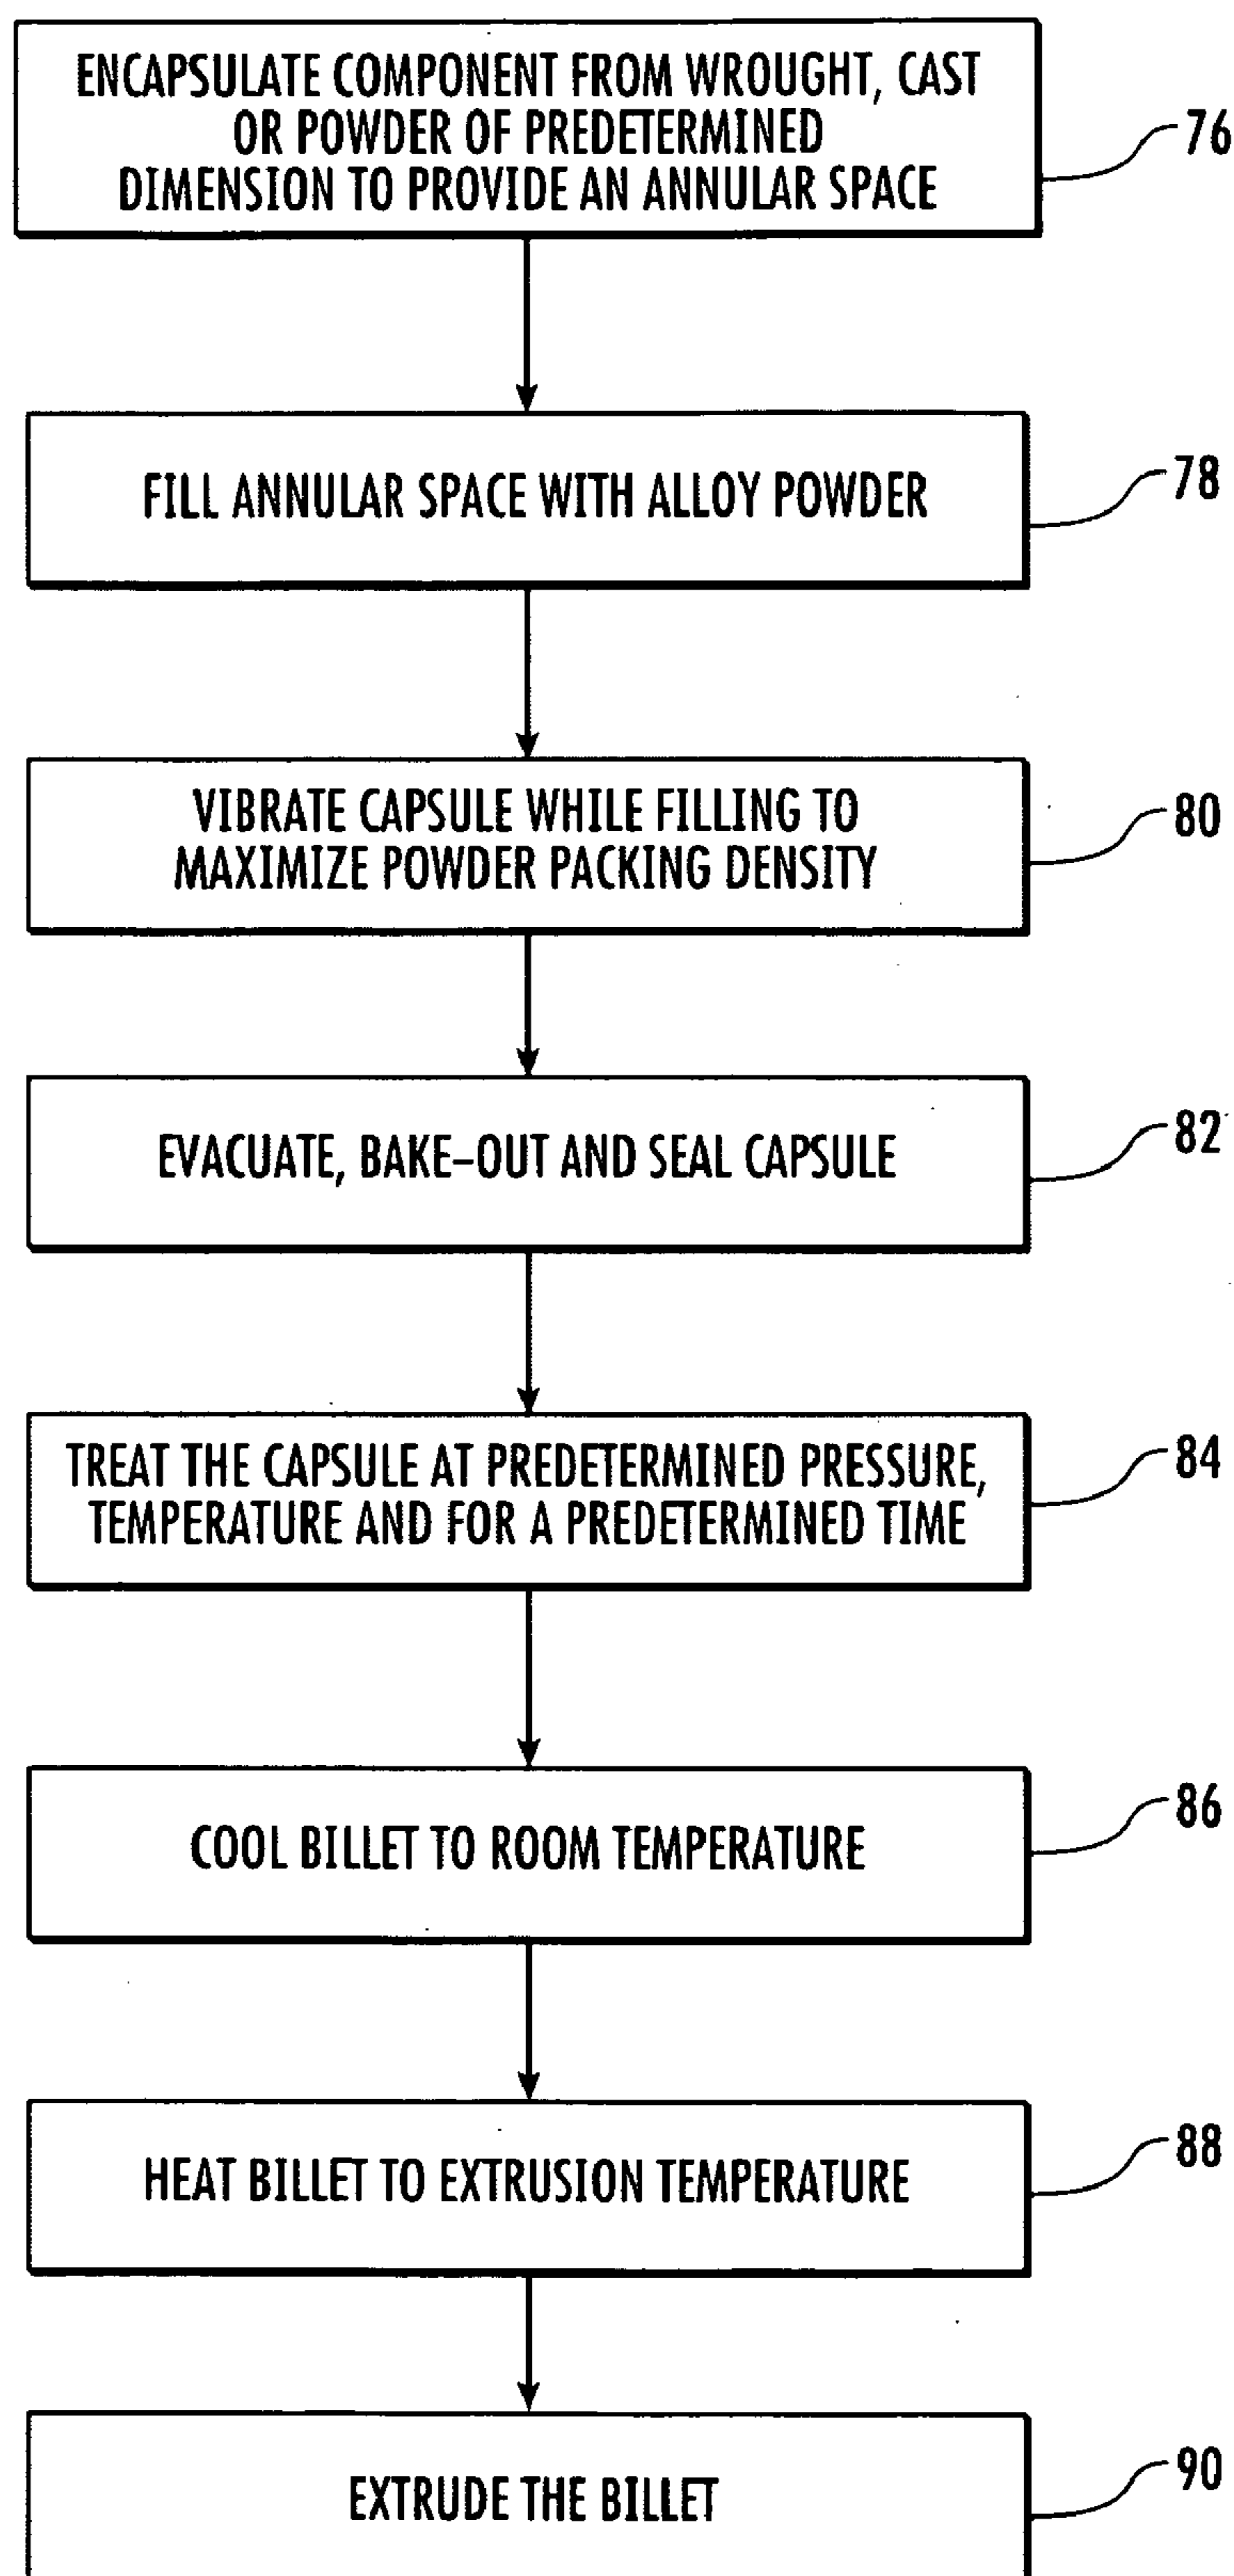 ENCAPSULATE COMPONENT FROM WROUGHT, CAST
OR POWDER OF PREDETERMINED
DIMENSION TO PROVIDE AN ANNULAR SPACE
76
FILL ANNULAR SPACE WITH ALLOY POWDER
78
VIBRATE CAPSULE WHILE FILLING TO
MAXIMIZE POWDER PACKING DENSITY
80
EVACUATE, BAKE–OUT AND SEAL CAPSULE
82
TREAT THE CAPSULE AT PREDETERMINED PRESSURE,
TEMPERATURE AND FOR A PREDETERMINED TIME
84
COOL BILLET TO ROOM TEMPERATURE
86
HEAT BILLET TO EXTRUSION TEMPERATURE
88
EXTRUDE THE BILLET
90